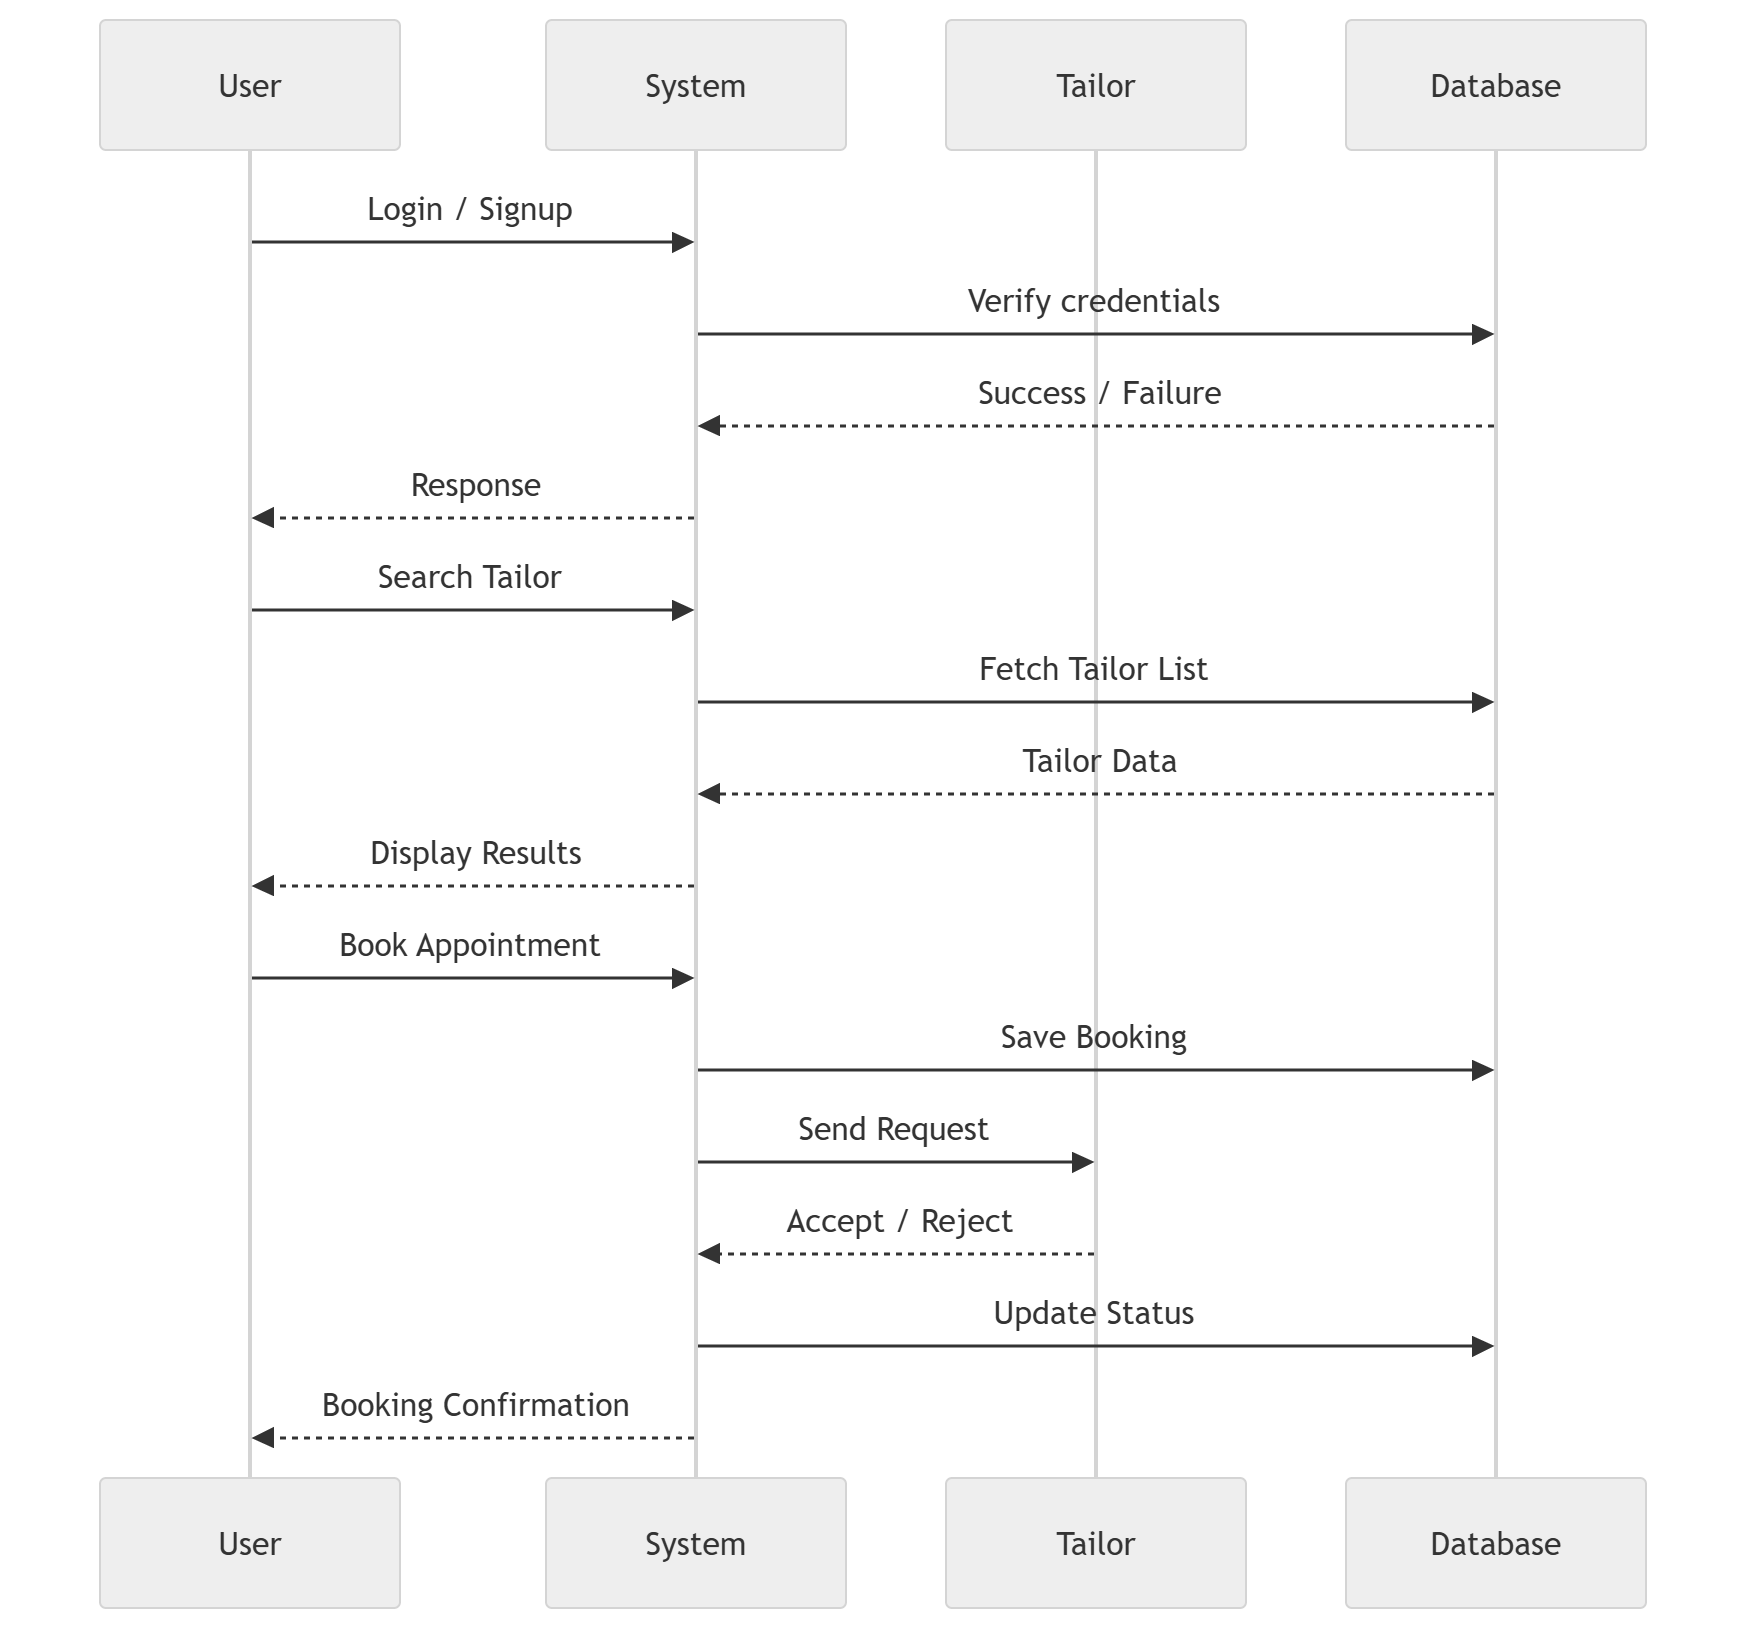 User
System
Tailor
Database
Login / Signup
Verify credentials
Success / Failure
Response
Search Tailor
Fetch Tailor List
Tailor Data
Display Results
Book Appointment
Save Booking
Send Request
Accept / Reject
Update Status
Booking Confirmation
User
System
Tailor
Database